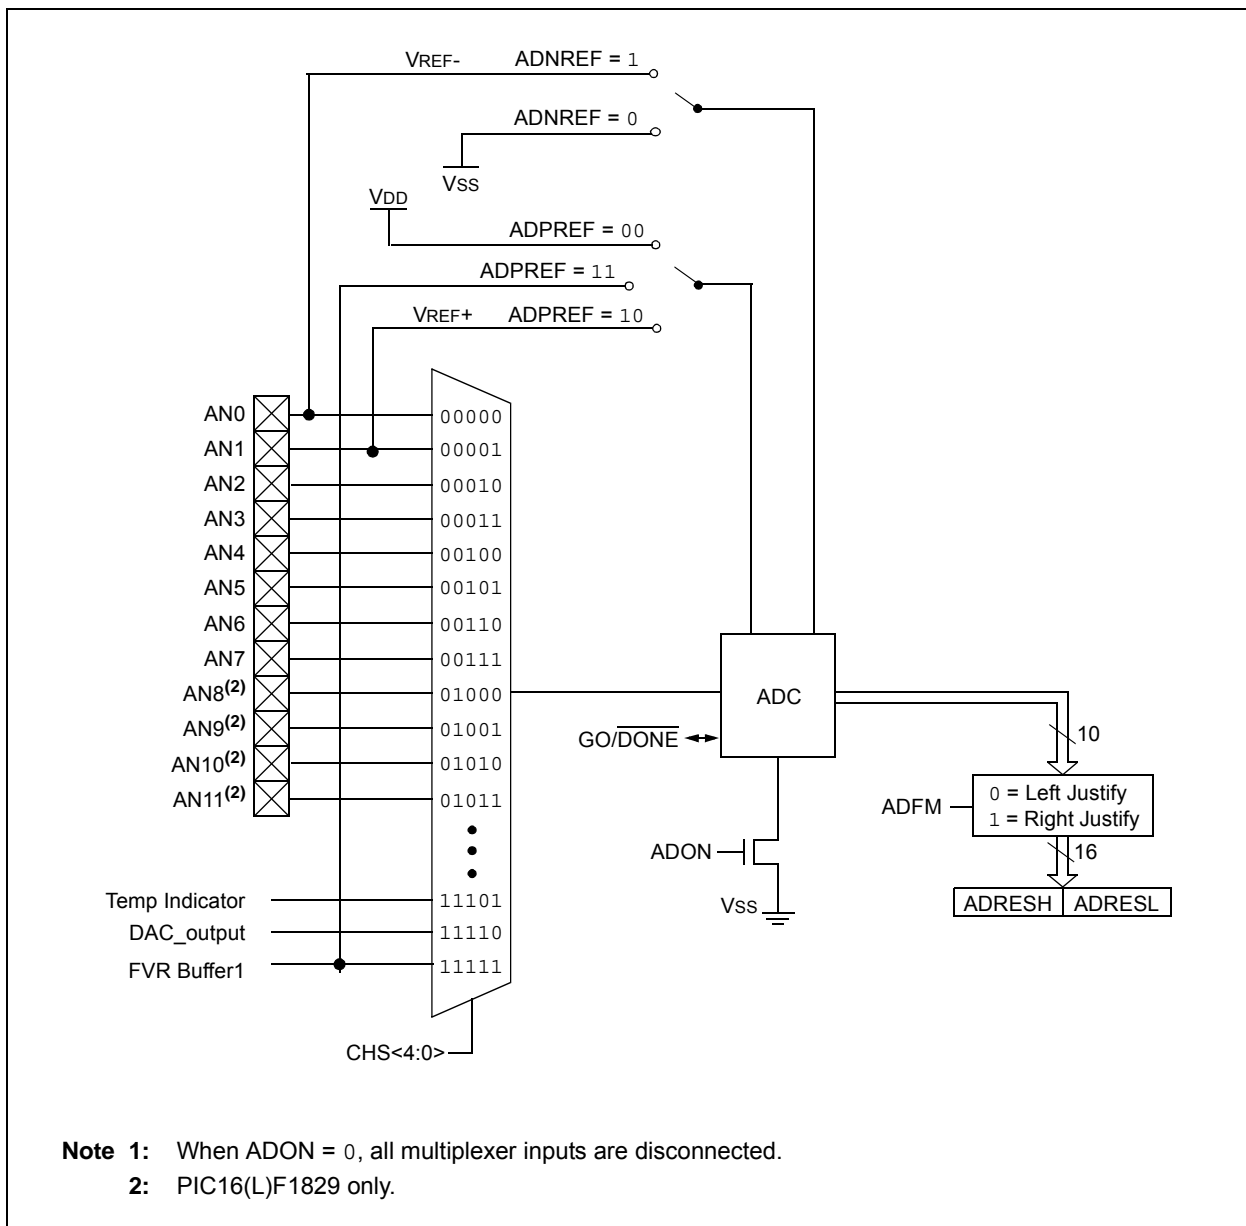 VREF- ADNREF = 1
ADNREF = 0
VSS
VDD
ADPREF = 00
ADPREF = 11
VREF+ ADPREF = 10
AN0 00000
AN1 00001
AN2 00010
AN3 00011
AN4 00100
AN5 00101
AN6 00110
AN7 00111
AN8(2) 01000
AN9(2) 01001
AN10(2) 01010
AN11(2) 01011
Temp Indicator 11101
DAC_output 11110
FVR Buffer1 11111
CHS<4:0>
ADC
GO/DONE
ADON
VSS
10
ADFM
0 = Left Justify
1 = Right Justify
16
ADRESH ADRESL
Note 1: When ADON = 0, all multiplexer inputs are disconnected.
2: PIC16(L)F1829 only.